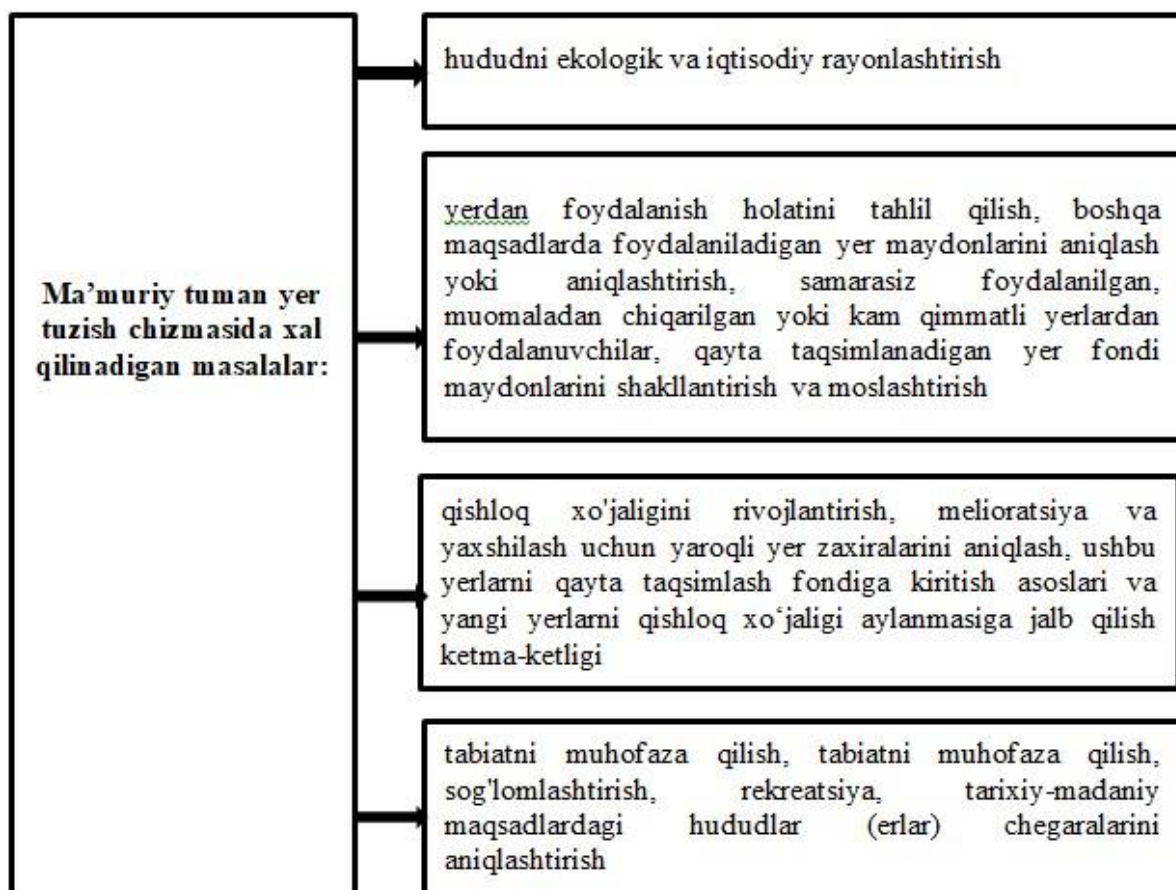 Ma’muriy tuman yer
tuzish chizmasida xal
qilinadigan masalalar:
hududni ekologik va iqtisodiy rayonlashtirish
yerdan foydalanish holatini tahlil qilish, boshqa
maqsadlarda foydalaniladigan yer maydonlarini aniqlash
yoki aniqlashtirish, samarasiz foydalanilgan,
muomaladan chiqarilgan yoki kam qimmatli yerlardan
foydalanuvchilar, qayta taqsimlanadigan yer fondi
maydonlarini shakllantirish va moslashtirish
qishloq xo'jaligini rivojlantirish, melioratsiya va
yaxshilash uchun yaroqli yer zaxiralarini aniqlash, ushbu
yerlarni qayta taqsimlash fondiga kiritish asoslari va
yangi yerlarni qishloq xo‘jaligi aylanmasiga jalb qilish
ketma-ketligi
tabiatni muhofaza qilish, tabiatni muhofaza qilish,
sog'lomlashtirish, rekreatsiya, tarixiy-madaniy
maqsadlardagi hududlar (erlar) chegaralarini
aniqlashtirish